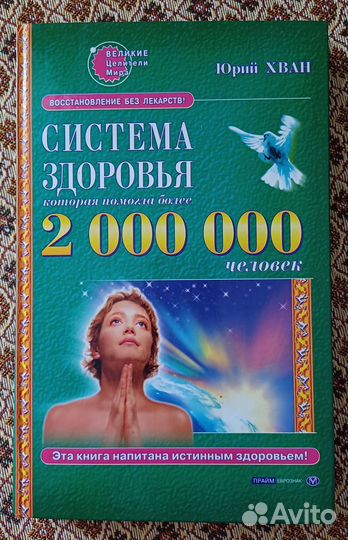 ВЕЛИКИЕ
Целители
Мира
Юрий ХВАН
ВОССТАНОВЛЕНИЕ БЕЗ ЛЕКАРСТВ!
СИСТЕМА
ЗДОРОВЬЯ
которая помогла более
2 000 000
человек
Эта книга напитана истинным здоровьем!
ПРАЙМ ЕВРОЗНАК
Avito